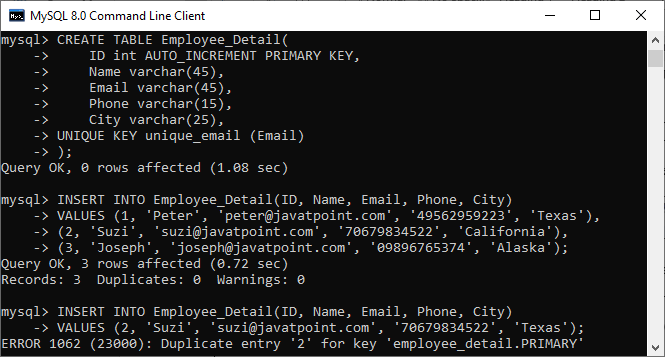 MySQL 8.0 Command Line Client
mysql> CREATE TABLE Employee_Detail(
    ->     ID int AUTO_INCREMENT PRIMARY KEY,
    ->     Name varchar(45),
    ->     Email varchar(45),
    ->     Phone varchar(15),
    ->     City varchar(25),
    -> UNIQUE KEY unique_email (Email)
    -> );
Query OK, 0 rows affected (1.08 sec)
mysql> INSERT INTO Employee_Detail(ID, Name, Email, Phone, City)
    -> VALUES (1, 'Peter', 'peter@javatpoint.com', '49562959223', 'Texas'),
    -> (2, 'Suzi', 'suzi@javatpoint.com', '70679834522', 'California'),
    -> (3, 'Joseph', 'joseph@javatpoint.com', '09896765374', 'Alaska');
Query OK, 3 rows affected (0.72 sec)
Records: 3  Duplicates: 0  Warnings: 0
mysql> INSERT INTO Employee_Detail(ID, Name, Email, Phone, City)
    -> VALUES (2, 'Suzi', 'suzi@javatpoint.com', '70679834522', 'Texas');
ERROR 1062 (23000): Duplicate entry '2' for key 'employee_detail.PRIMARY'